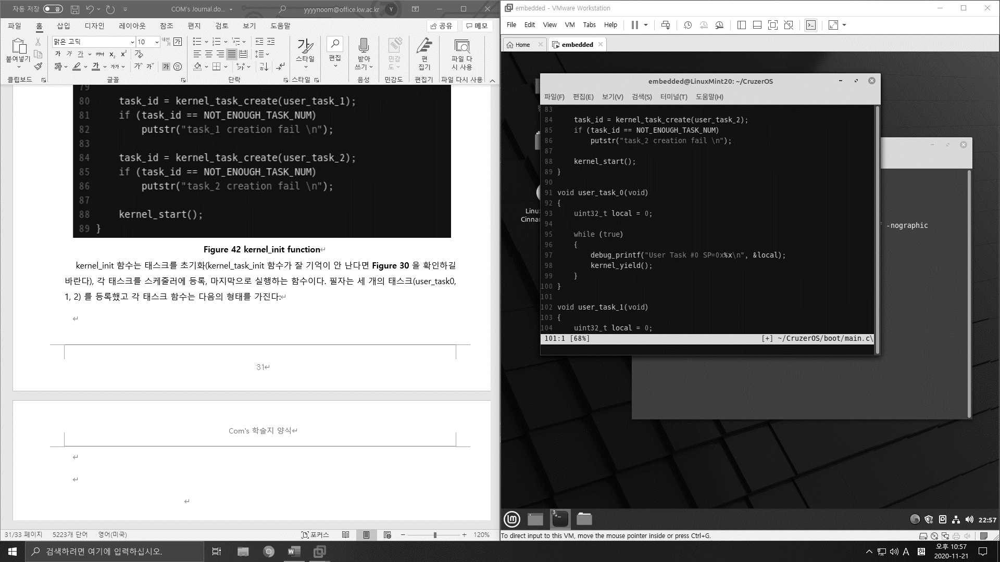 자동 저장 끔 COM's Journal.do... yyyynoom@office.kw.ac.kr Y
파일 홈 삽입 디자인 레이아웃 참조 편지 검토 보기 도움말 공유 메모
맑은 고딕 10
붙여넣기 스타일 편집 받아쓰기 민감도 편집기 파일 다시 사용
클립보드 글꼴 단락 스타일 음성 민감도 편집기 파일 다시 사용
79
80 task_id = kernel_task_create(user_task_1);
81 if (task_id == NOT_ENOUGH_TASK_NUM)
82 putstr("task_1 creation fail \n");
83
84 task_id = kernel_task_create(user_task_2);
85 if (task_id == NOT_ENOUGH_TASK_NUM)
86 putstr("task_2 creation fail \n");
87
88 kernel_start();
89 }
Figure 42 kernel_init function
kernel_init 함수는 태스크를 초기화(kernel_task_init 함수가 잘 기억이 안 난다면 Figure 30 을 확인하길
바란다), 각 태스크를 스케줄러에 등록, 마지막으로 실행하는 함수이다. 필자는 세 개의 태스크(user_task0,
1, 2) 를 등록했고 각 태스크 함수는 다음의 형태를 가진다:
31
Com's 학술지 양식
31/33 페이지 5223개 단어 영어(미국) 포커스 120%
embedded - VMware Workstation
File Edit View VM Tabs Help
Home embedded
embedded@LinuxMint20: ~/CruzerOS
파일(F) 편집(E) 보기(V) 검색(S) 터미널(T) 도움말(H)
83
84 task_id = kernel_task_create(user_task_2);
85 if (task_id == NOT_ENOUGH_TASK_NUM)
86 putstr("task_2 creation fail \n");
87
88 kernel_start();
89 }
90
91 void user_task_0(void)
92 {
93 uint32_t local = 0;
94
95 while (true)
96 {
97 debug_printf("User Task #0 SP=0x%x\n", &local);
98 kernel_yield();
99 }
100 }
101
102 void user_task_1(void)
103 {
104 uint32_t local = 0;
101:1 [68%] [+] ~/CruzerOS/boot/main.c\
-nographic
Linu
Cinnar
22:57
To direct input to this VM, move the mouse pointer inside or press Ctrl+G.
검색하려면 여기에 입력하십시오.
A 한 오후 10:57
2020-11-21